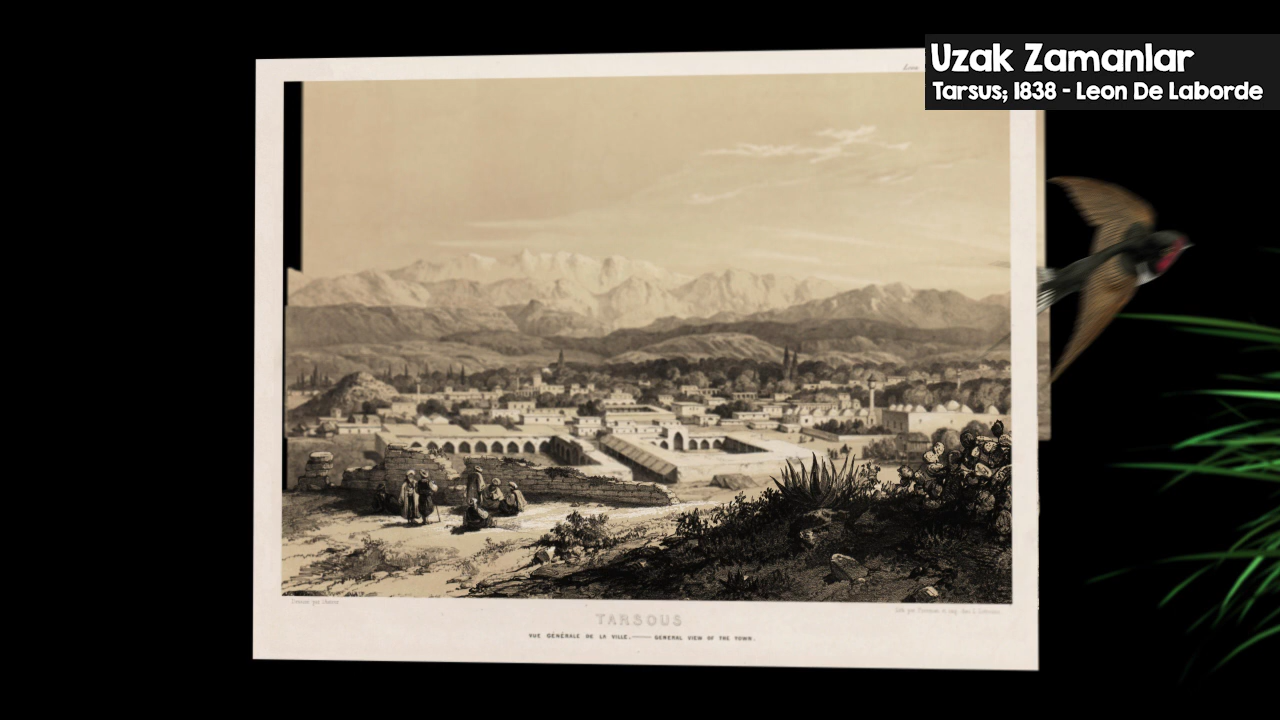 Uzak Zamanlar
Tarsus; 1838 - Leon De Laborde
TARSOUS
VUE GÉNÉRALE DE LA VILLE. — GENERAL VIEW OF THE TOWN.